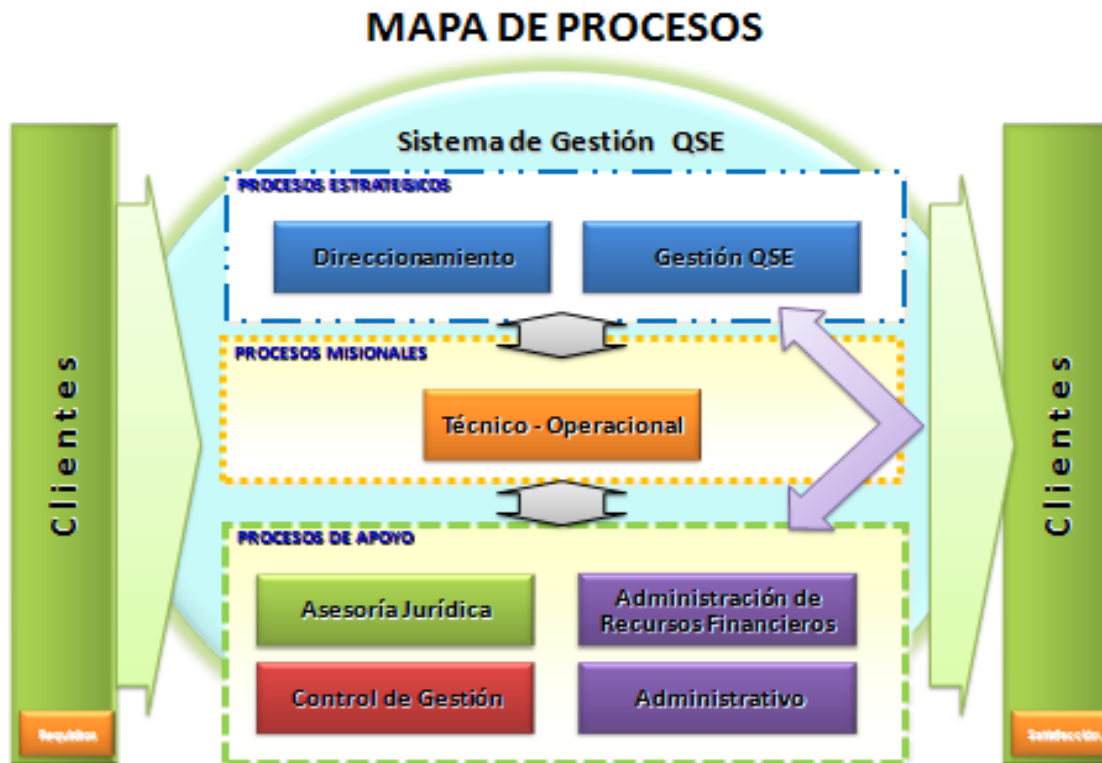 MAPA DE PROCESOS
Sistema de Gestión QSE
PROCESOS ESTRATEGICOS
Direccionamiento
Gestión QSE
PROCESOS MISIONALES
Técnico - Operacional
PROCESOS DE APOYO
Asesoría Jurídica
Administración de
Recursos Financieros
Control de Gestión
Administrativo
Clientes
Requisitos
Clientes
Satisfacción